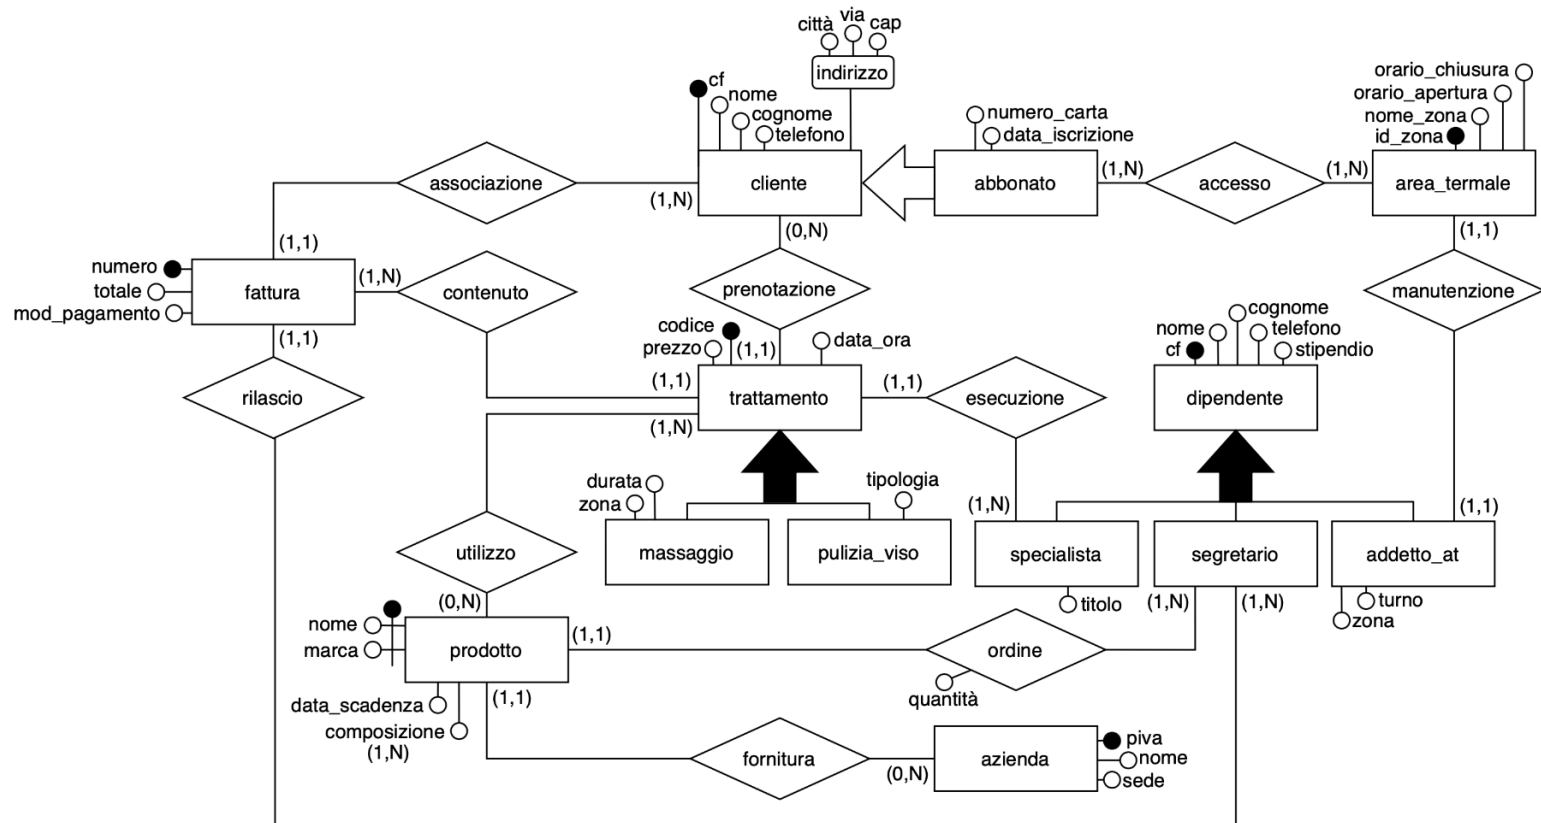 città
via
cap
indirizzo
cf
nome
cognome
telefono
numero_carta
data_iscrizione
orario_chiusura
orario_apertura
nome_zona
id_zona
associazione
(1,N)
cliente
abbonato
(1,N)
accesso
(1,N)
area_termale
(1,1)
(0,N)
(1,1)
numero
totale
mod_pagamento
fattura
(1,N)
contenuto
prenotazione
manutenzione
(1,1)
codice
prezzo
(1,1)
data_ora
nome
cf
cognome
telefono
stipendio
rilascio
(1,1)
trattamento
(1,1)
esecuzione
dipendente
(1,N)
durata
zona
tipologia
(1,N)
(1,1)
utilizzo
massaggio
pulizia_viso
specialista
segretario
addetto_at
titolo
(1,N)
(1,N)
turno
zona
(0,N)
nome
marca
prodotto
(1,1)
ordine
quantità
data_scadenza
composizione
(1,N)
(1,1)
fornitura
(0,N)
azienda
piva
nome
sede